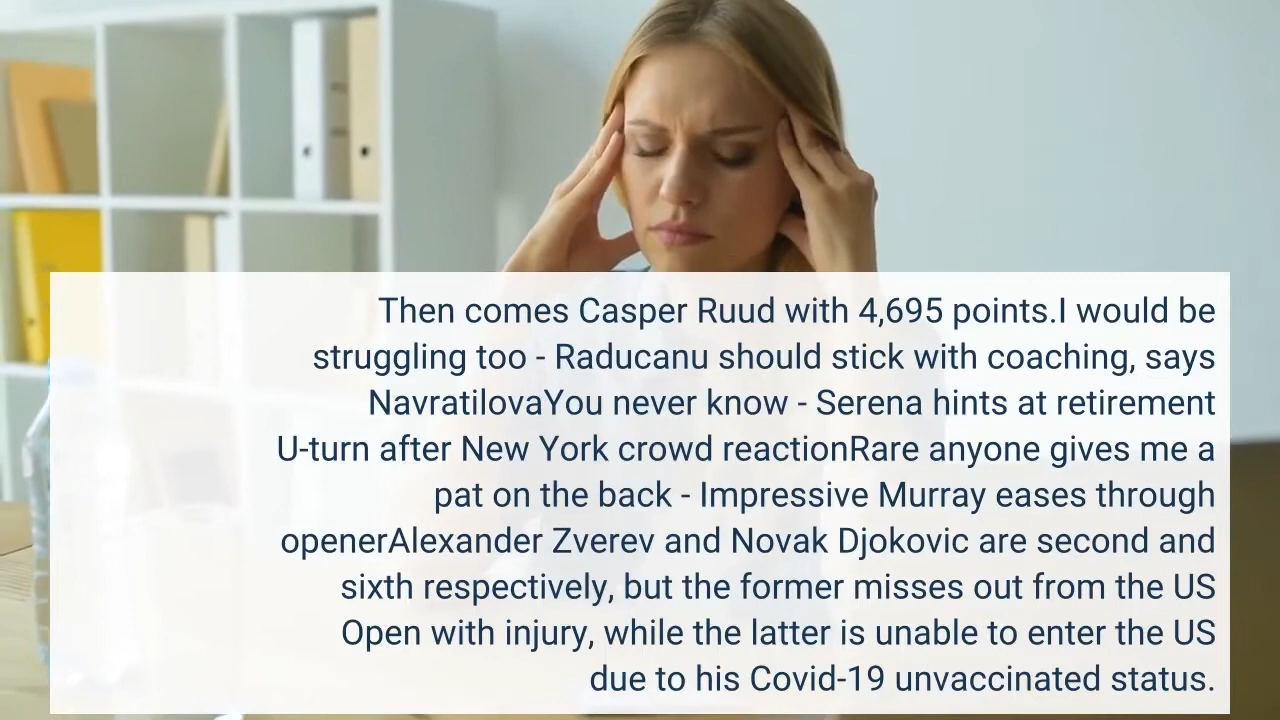 Then comes Casper Ruud with 4,695 points.I would be
struggling too - Raducanu should stick with coaching, says
NavratilovaYou never know - Serena hints at retirement
U-turn after New York crowd reactionRare anyone gives me a
pat on the back - Impressive Murray eases through
openerAlexander Zverev and Novak Djokovic are second and
sixth respectively, but the former misses out from the US
Open with injury, while the latter is unable to enter the US
due to his Covid-19 unvaccinated status.